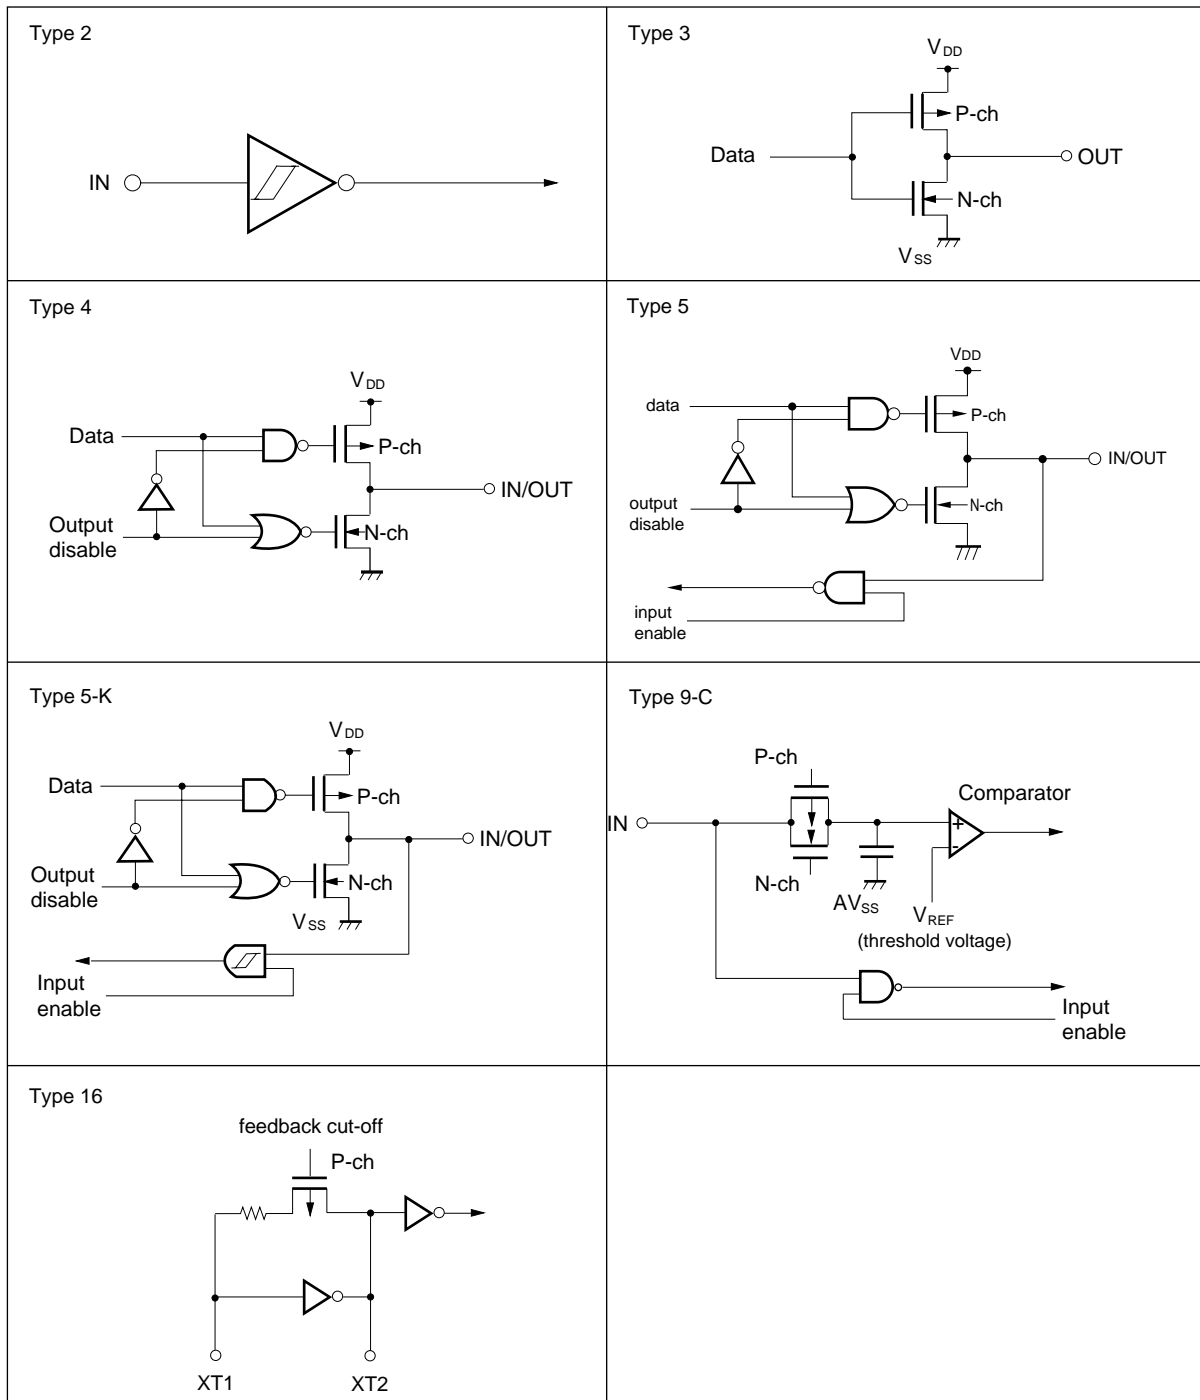 Type 2
IN
Type 3
VDD
P-ch
Data
OUT
N-ch
VSS
Type 4
VDD
Data
P-ch
IN/OUT
Output
disable
N-ch
Type 5
VDD
data
P-ch
IN/OUT
output
disable
N-ch
input
enable
Type 5-K
VDD
Data
P-ch
IN/OUT
Output
disable
N-ch
VSS
Input
enable
Type 9-C
P-ch
Comparator
IN
+
-
N-ch
AVSS
VREF
(threshold voltage)
Input
enable
Type 16
feedback cut-off
P-ch
XT1
XT2